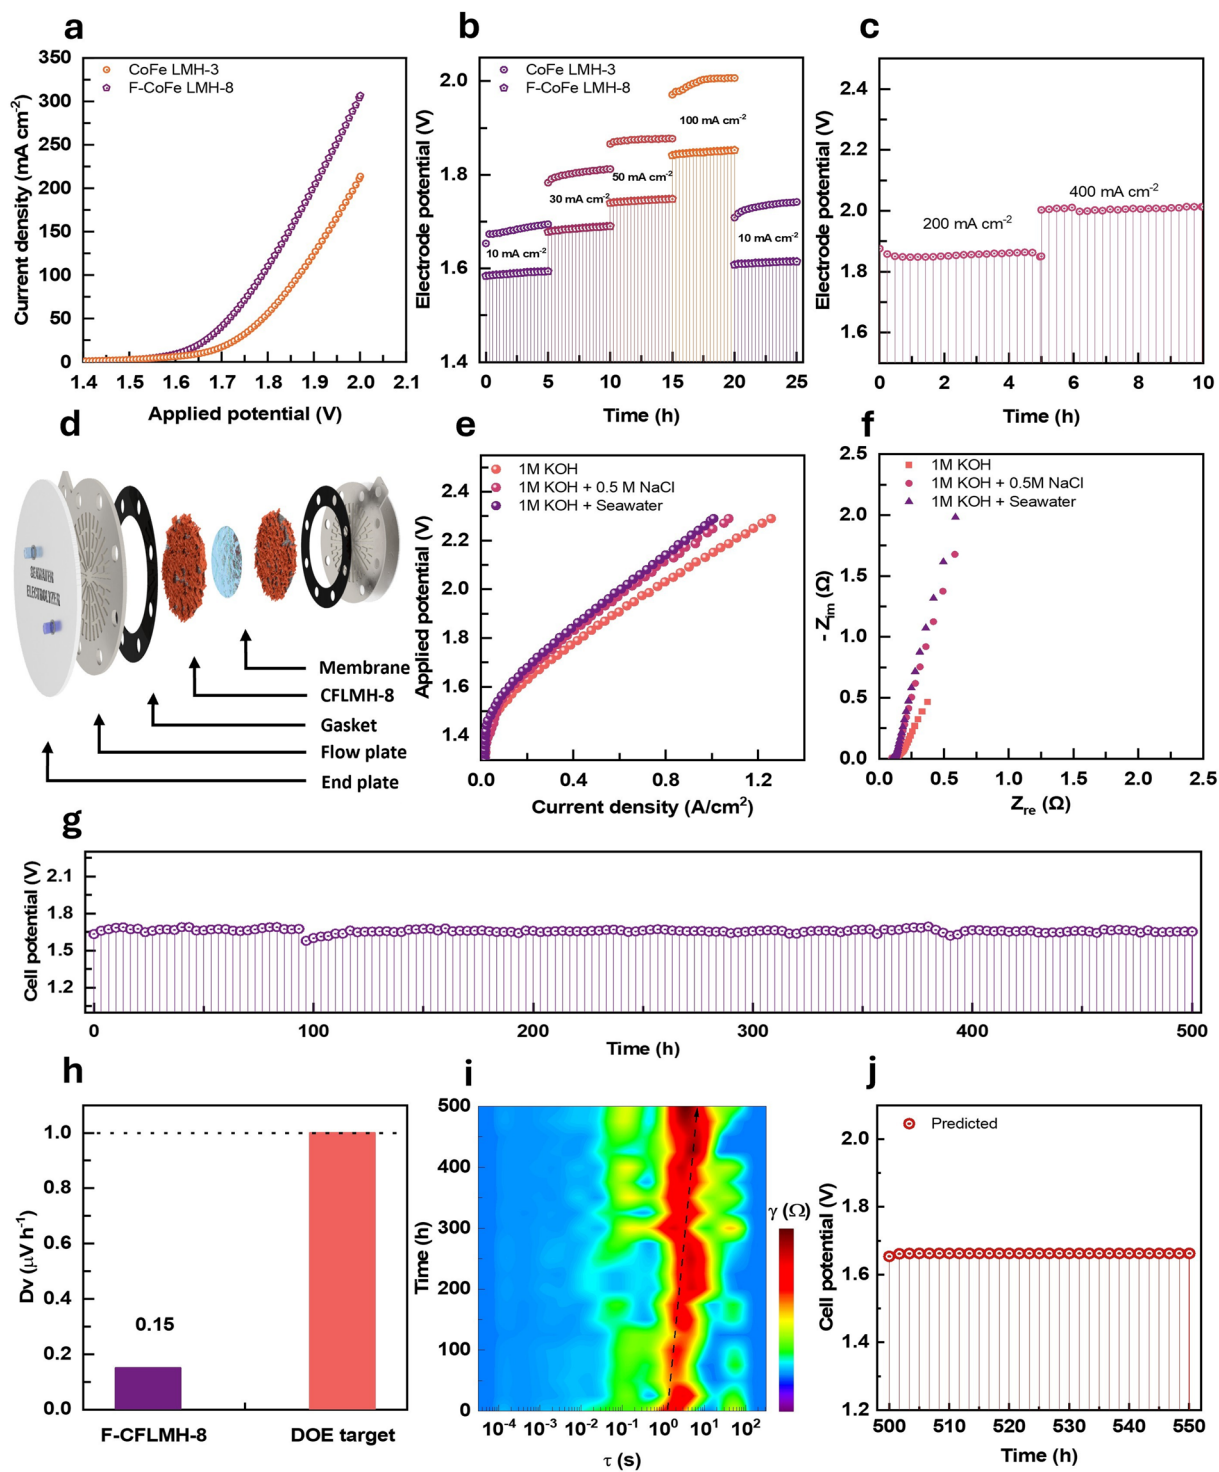 a
350
300
250
200
150
100
50
0
1.4 1.5 1.6 1.7 1.8 1.9 2.0 2.1
Current density (mA cm-2)
Applied potential (V)
CoFe LMH-3
F-CoFe LMH-8
b
2.0
1.8
1.6
1.4
0 5 10 15 20 25
Electrode potential (V)
Time (h)
CoFe LMH-3
F-CoFe LMH-8
100 mA cm-2
50 mA cm-2
30 mA cm-2
10 mA cm-2
10 mA cm-2
c
2.4
2.2
2.0
1.8
1.6
0 2 4 6 8 10
Electrode potential (V)
Time (h)
200 mA cm-2
400 mA cm-2
d
SEAWATER
ELECTROLYZER
Membrane
CFLMH-8
Gasket
Flow plate
End plate
e
2.4
2.2
2.0
1.8
1.6
1.4
0.0 0.4 0.8 1.2
Applied potential (V)
Current density (A/cm2)
1M KOH
1M KOH + 0.5 M NaCl
1M KOH + Seawater
f
2.5
2.0
1.5
1.0
0.5
0.0
0.0 0.5 1.0 1.5 2.0 2.5
- Zim (Ω)
Zre (Ω)
1M KOH
1M KOH + 0.5M NaCl
1M KOH + Seawater
g
2.1
1.8
1.5
1.2
0 100 200 300 400 500
Cell potential (V)
Time (h)
h
1.0
0.8
0.6
0.4
0.2
0.0
Dv (μV h-1)
0.15
F-CFLMH-8 DOE target
i
500
400
300
200
100
0
Time (h)
10-4 10-3 10-2 10-1 100 101 102
τ (s)
γ (Ω)
j
2.0
1.8
1.6
1.4
1.2
500 510 520 530 540 550
Cell potential (V)
Time (h)
Predicted